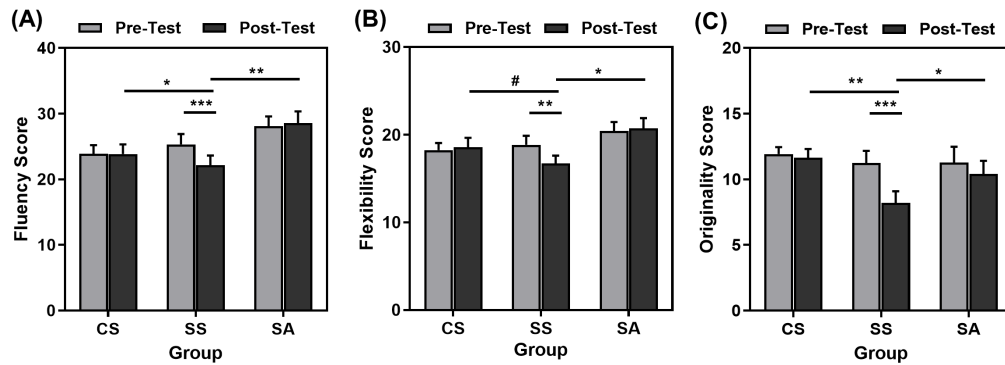 (A)
Pre-Test Post-Test
Fluency Score
40
30
20
10
0
*
**
***
CS SS SA
Group
(B)
Pre-Test Post-Test
Flexibility Score
30
20
10
0
#
*
**
CS SS SA
Group
(C)
Pre-Test Post-Test
Originality Score
20
15
10
5
0
**
*
***
CS SS SA
Group